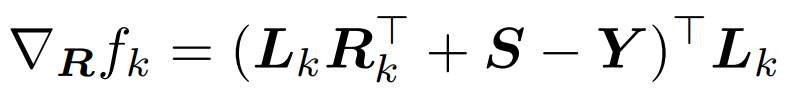 ∇_R f_k = (L_k R_k^⊤ + S − Y)^⊤ L_k